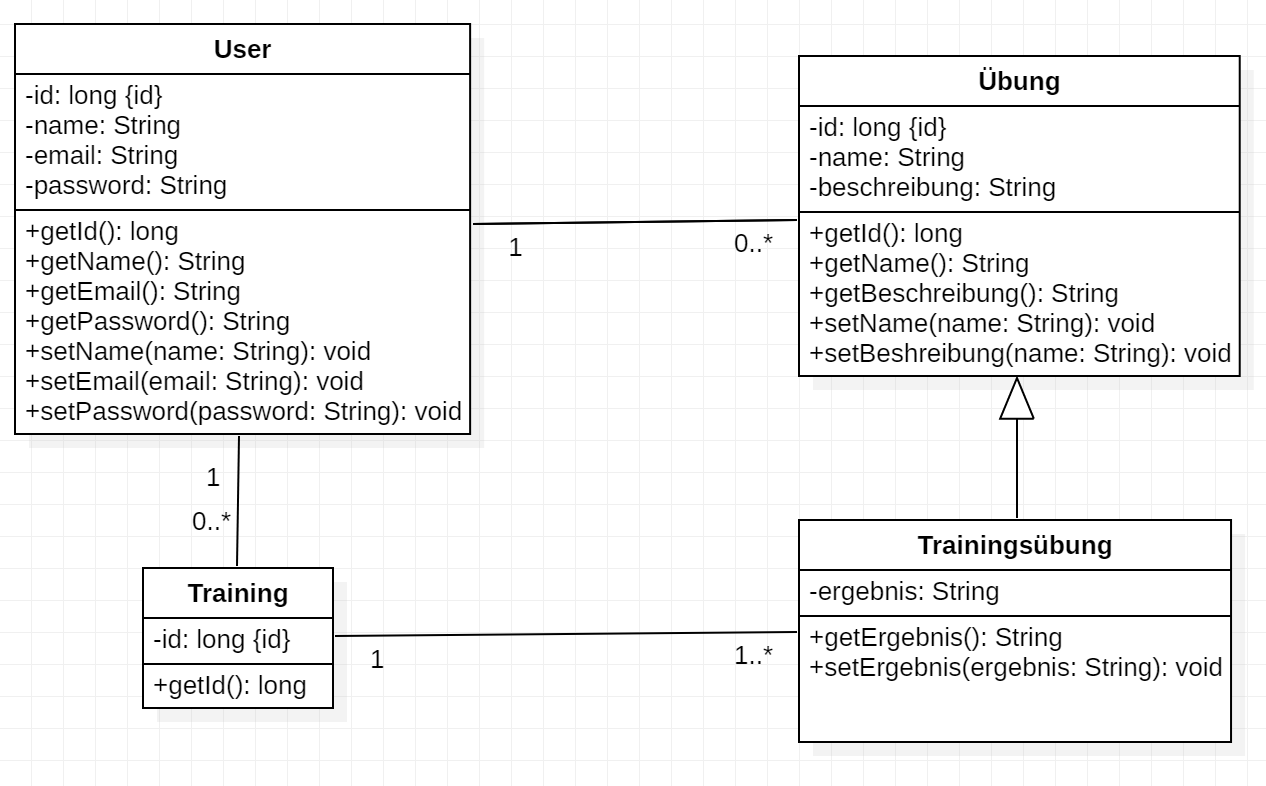 User
-id: long {id}
-name: String
-email: String
-password: String
+getId(): long
+getName(): String
+getEmail(): String
+getPassword(): String
+setName(name: String): void
+setEmail(email: String): void
+setPassword(password: String): void
1
0..*
Übung
-id: long {id}
-name: String
-beschreibung: String
+getId(): long
+getName(): String
+getBeschreibung(): String
+setName(name: String): void
+setBeshreibung(name: String): void
1
0..*
Training
-id: long {id}
+getId(): long
1
1..*
Trainingsübung
-ergebnis: String
+getErgebnis(): String
+setErgebnis(ergebnis: String): void